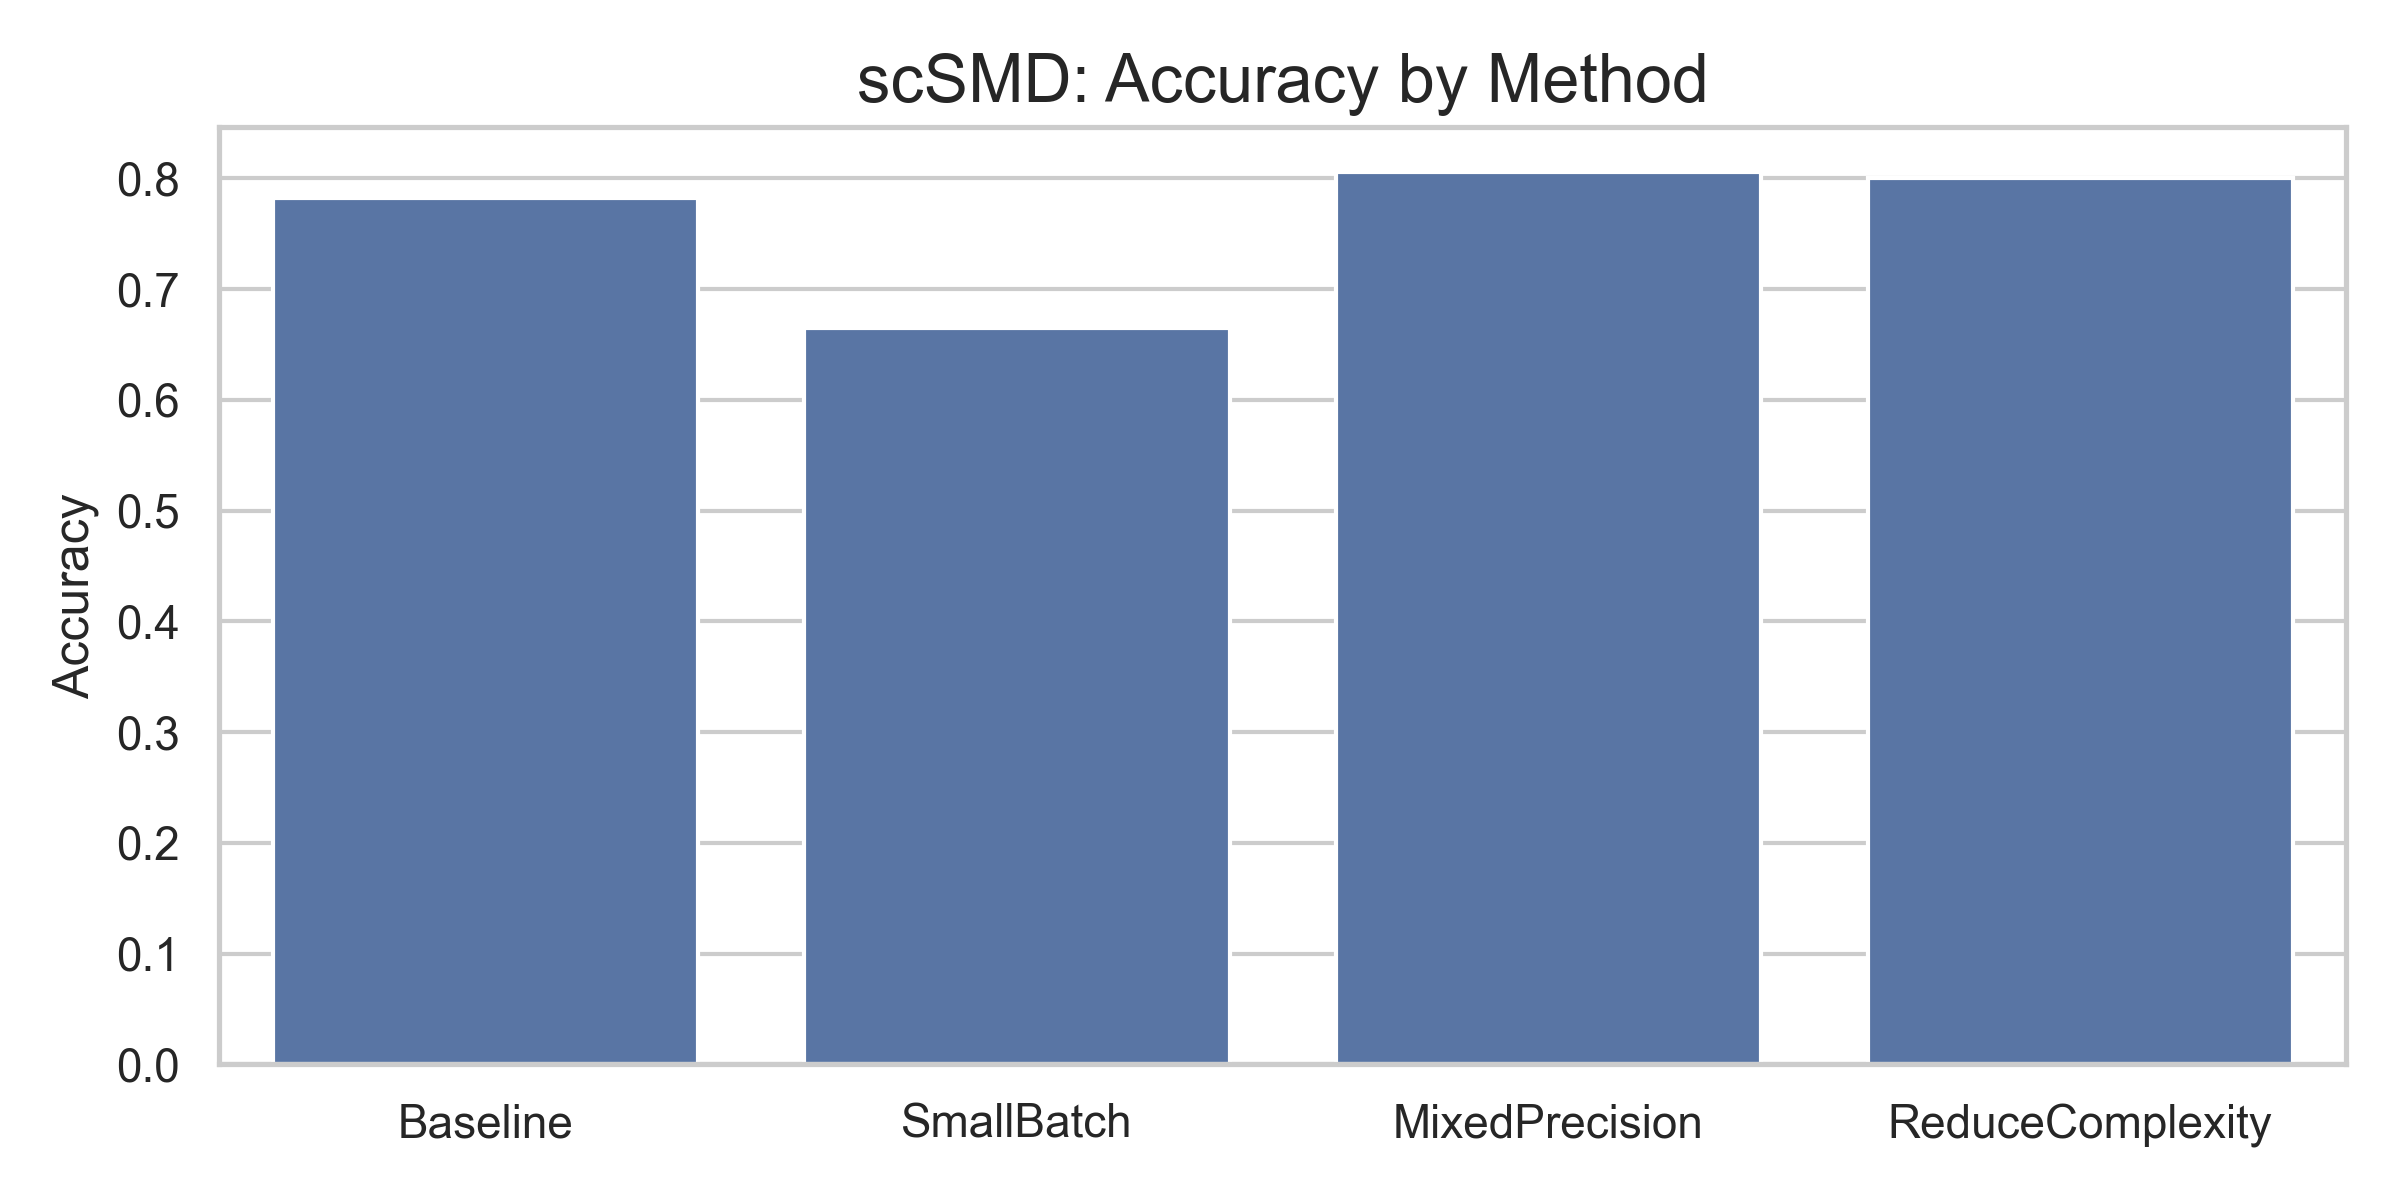 scSMD: Accuracy by Method
Accuracy
0.8
0.7
0.6
0.5
0.4
0.3
0.2
0.1
0.0
Baseline
SmallBatch
MixedPrecision
ReduceComplexity